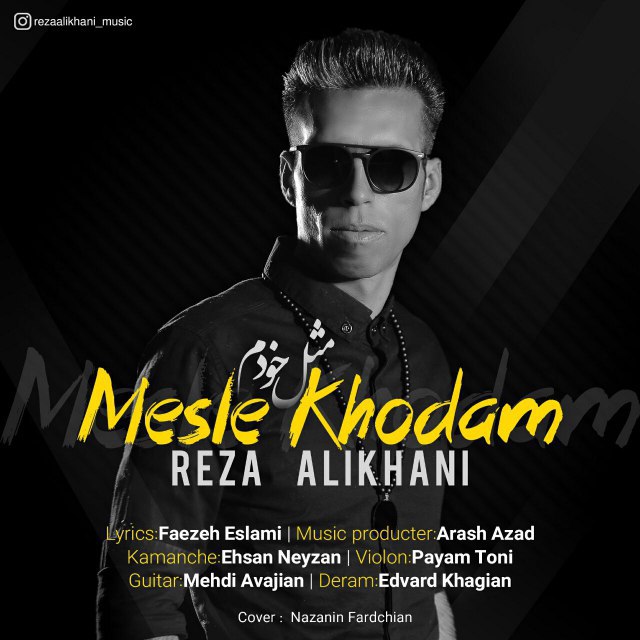 rezaalikhani_music
مثل خودم
Mesle Khodam
REZA ALIKHANI
Lyrics:Faezeh Eslami | Music producter:Arash Azad
Kamanche:Ehsan Neyzan | Violon:Payam Toni
Guitar:Mehdi Avajian | Deram:Edvard Khagian
Cover : Nazanin Fardchian